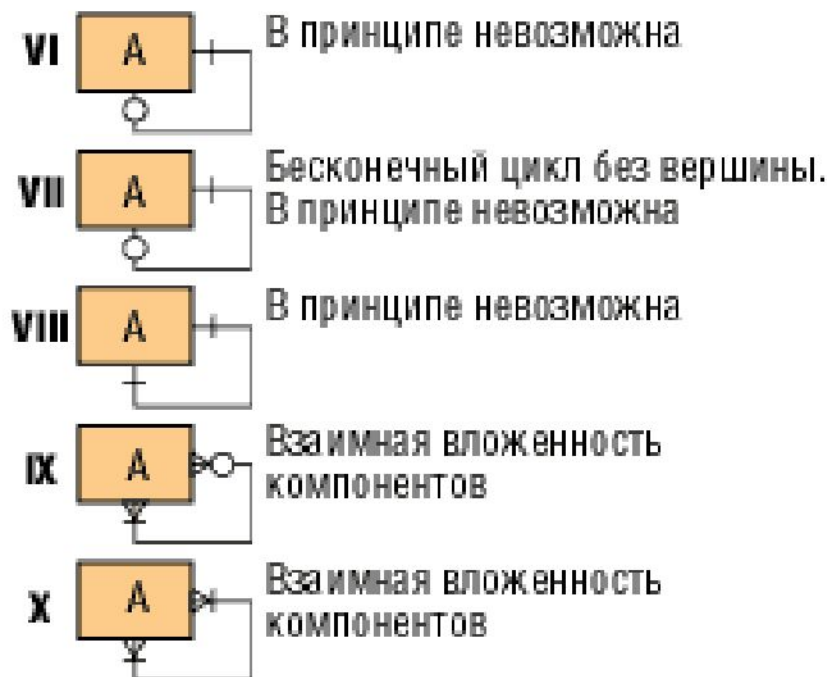 VI A В принципе невозможна
VII A Бесконечный цикл без вершины.
В принципе невозможна
VIII A В принципе невозможна
IX A Взаимная вложенность
компонентов
X A Взаимная вложенность
компонентов